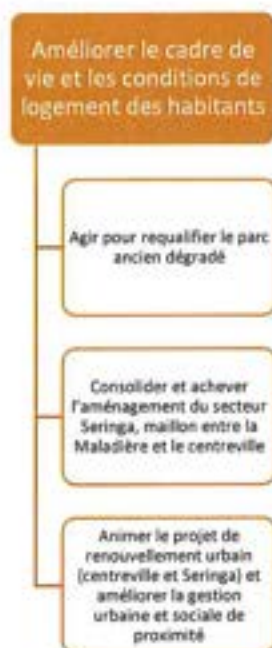 Améliorer le cadre de
vie et les conditions de
logement des habitants
Agir pour requalifier le parc
ancien dégradé
Consolider et achever
l'aménagement du secteur
Seringa, maillon entre la
Maladière et le centreville
Animer le projet de
renouvellement urbain
(centreville et Seringa) et
améliorer la gestion
urbaine et sociale de
proximité